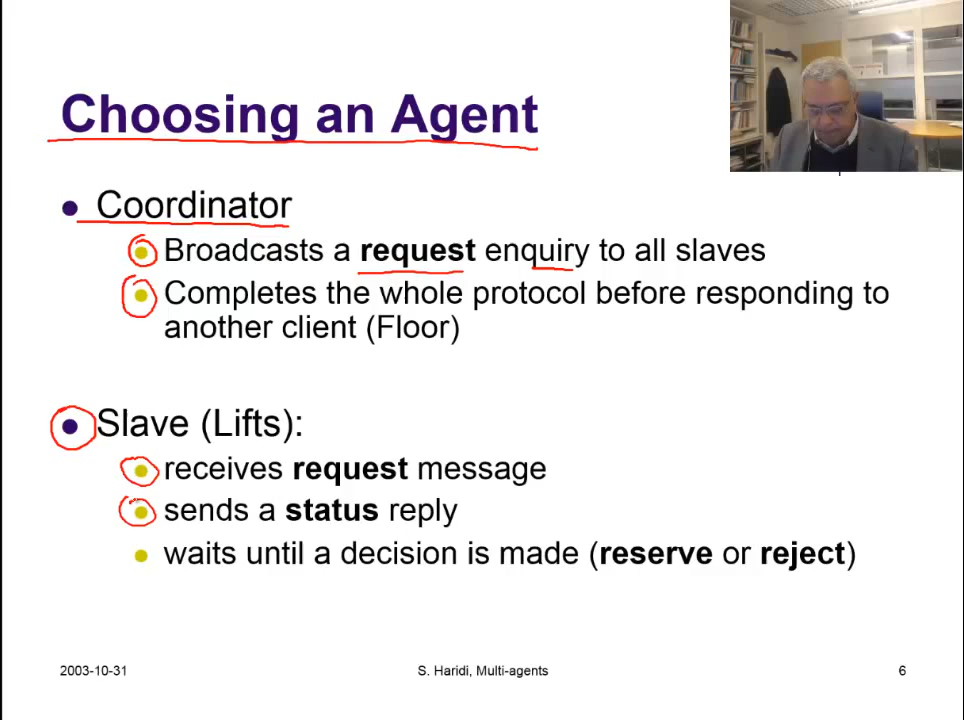 Choosing an Agent
Coordinator
Broadcasts a request enquiry to all slaves
Completes the whole protocol before responding to
another client (Floor)
Slave (Lifts):
receives request message
sends a status reply
waits until a decision is made (reserve or reject)
2003-10-31
S. Haridi, Multi-agents
6